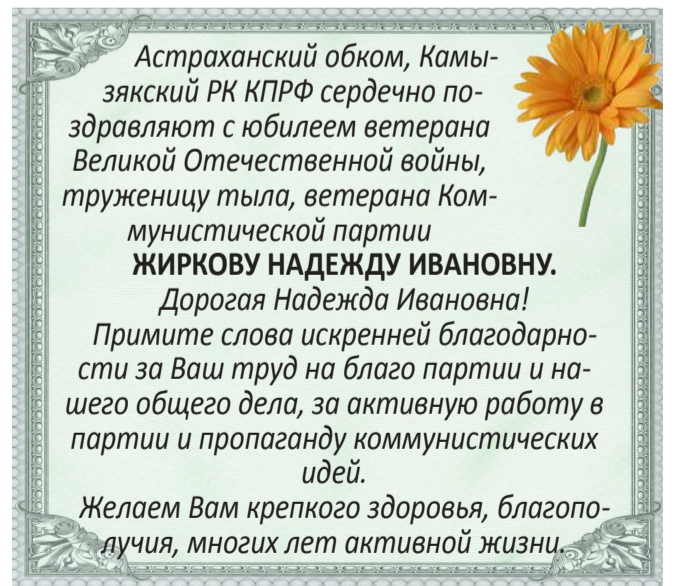 Астраханский обком, Камы-
зякский РК КПРФ сердечно по-
здравляют с юбилеем ветерана
Великой Отечественной войны,
труженицу тыла, ветерана Ком-
мунистической партии
ЖИРКОВУ НАДЕЖДУ ИВАНОВНУ.
Дорогая Надежда Ивановна!
Примите слова искренней благодарно-
сти за Ваш труд на благо партии и на-
шего общего дела, за активную работу в
партии и пропаганду коммунистических
идей.
Желаем Вам крепкого здоровья, благопо-
лучия, многих лет активной жизни.